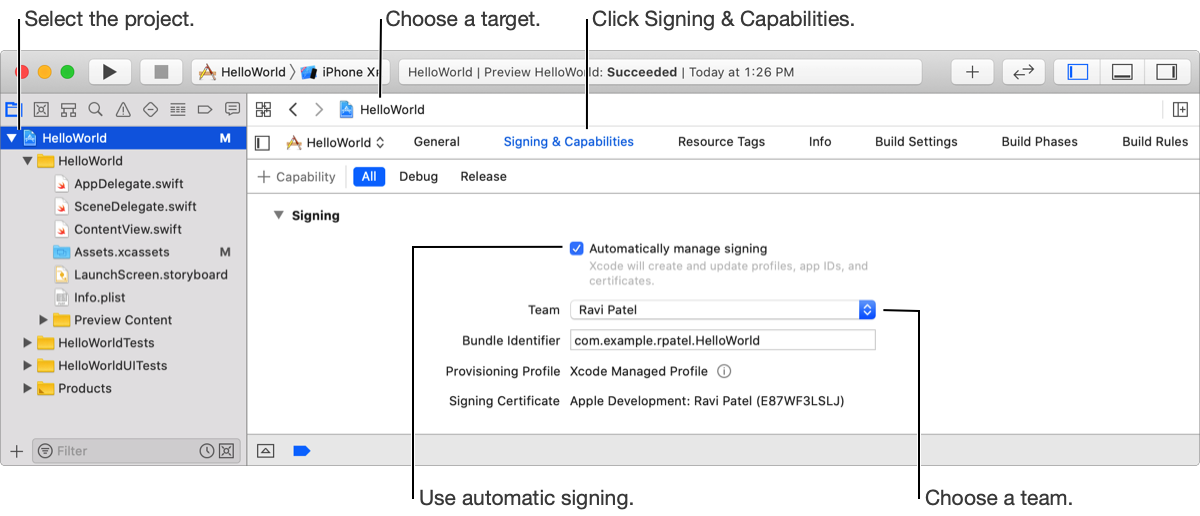 Select the project.
Choose a target.
Click Signing & Capabilities.
HelloWorld
HelloWorld | Preview HelloWorld: Succeeded | Today at 1:26 PM
HelloWorld
HelloWorld M
HelloWorld General Signing & Capabilities Resource Tags Info Build Settings Build Phases Build Rules
HelloWorld
Capability All Debug Release
AppDelegate.swift
SceneDelegate.swift
Signing
ContentView.swift
Automatically manage signing
Assets.xcassets M
Xcode will create and update profiles, app IDs, and
certificates.
LaunchScreen.storyboard
Info.plist
Team Ravi Patel
Preview Content
HelloWorldTests
Bundle Identifier com.example.rpatel.HelloWorld
HelloWorldUITests
Provisioning Profile Xcode Managed Profile
Products
Signing Certificate Apple Development: Ravi Patel (E87WF3LSLJ)
Filter
Use automatic signing.
Choose a team.